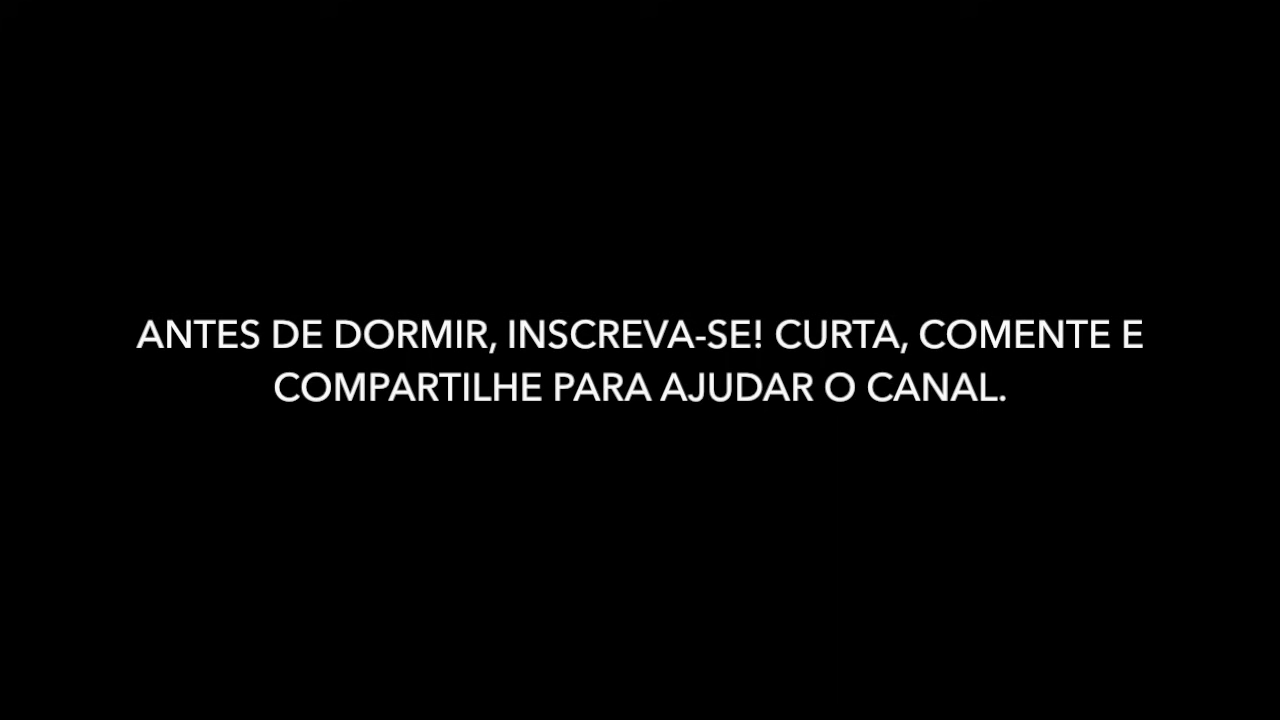 ANTES DE DORMIR, INSCREVA-SE! CURTA, COMENTE E
COMPARTILHE PARA AJUDAR O CANAL.